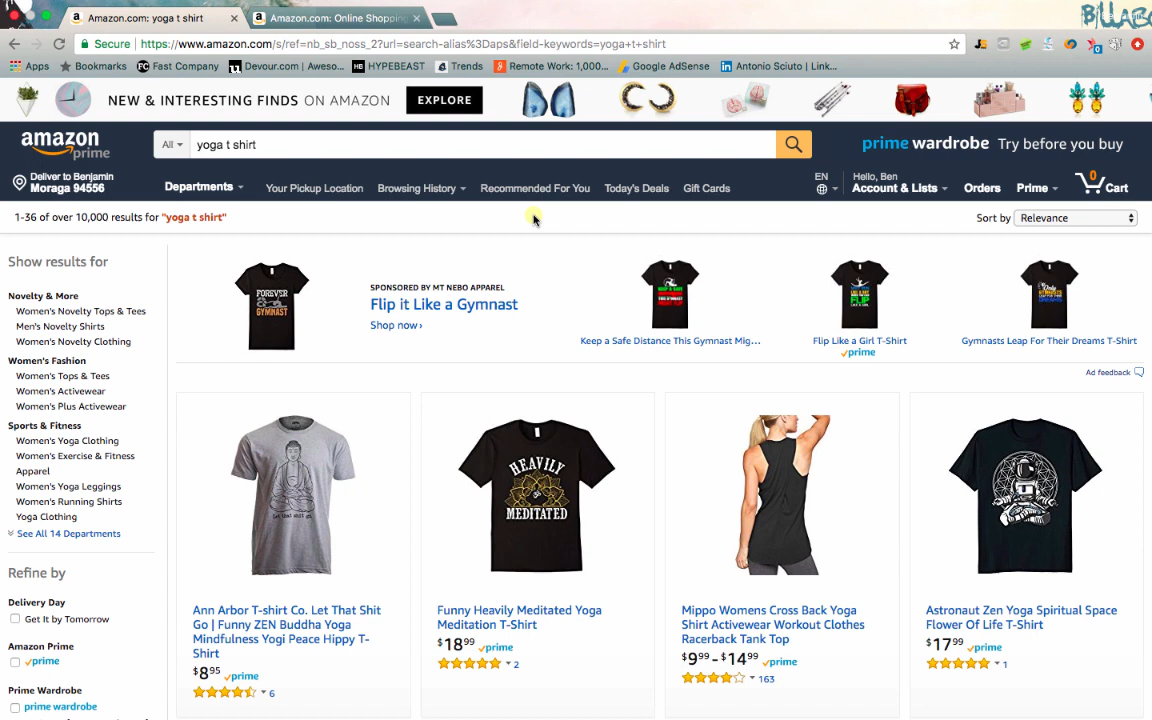 Amazon.com: yoga t shirt
Amazon.com: Online Shopping
Secure
https://www.amazon.com/s/ref=nb_sb_noss_2?url=search-alias%3Daps&field-keywords=yoga+t+shirt
Apps
Bookmarks
FC Fast Company
Devour.com | Aweso...
HB HYPEBEAST
Trends
Remote Work: 1,000...
Google AdSense
in Antonio Sciuto | Link...
NEW & INTERESTING FINDS ON AMAZON
EXPLORE
amazon
prime
All
yoga t shirt
prime wardrobe Try before you buy
Deliver to Benjamin
Moraga 94556
Departments
Your Pickup Location
Browsing History
Recommended For You
Today's Deals
Gift Cards
EN
Hello, Ben
Account & Lists
Orders
Prime
0
Cart
1-36 of over 10,000 results for "yoga t shirt"
Sort by
Relevance
Show results for
Novelty & More
Women's Novelty Tops & Tees
Men's Novelty Shirts
Women's Novelty Clothing
Women's Fashion
Women's Tops & Tees
Women's Activewear
Women's Plus Activewear
Sports & Fitness
Women's Yoga Clothing
Women's Exercise & Fitness
Apparel
Women's Yoga Leggings
Women's Running Shirts
Yoga Clothing
See All 14 Departments
Refine by
Delivery Day
Get It by Tomorrow
Amazon Prime
prime
Prime Wardrobe
prime wardrobe
FOREVER
GYMNAST
SPONSORED BY MT NEBO APPAREL
Flip it Like a Gymnast
Shop now›
Keep a Safe Distance This Gymnast Mig...
Flip Like a Girl T-Shirt
prime
Gymnasts Leap For Their Dreams T-Shirt
Ad feedback
let that shit go.
Ann Arbor T-shirt Co. Let That Shit
Go | Funny ZEN Buddha Yoga
Mindfulness Yogi Peace Hippy T-
Shirt
$8 95 prime
6
HEAVILY
MEDITATED
Funny Heavily Meditated Yoga
Meditation T-Shirt
$18 99 prime
2
Mippo Womens Cross Back Yoga
Shirt Activewear Workout Clothes
Racerback Tank Top
$9 99 - $14 99 prime
163
Astronaut Zen Yoga Spiritual Space
Flower Of Life T-Shirt
$17 99 prime
1